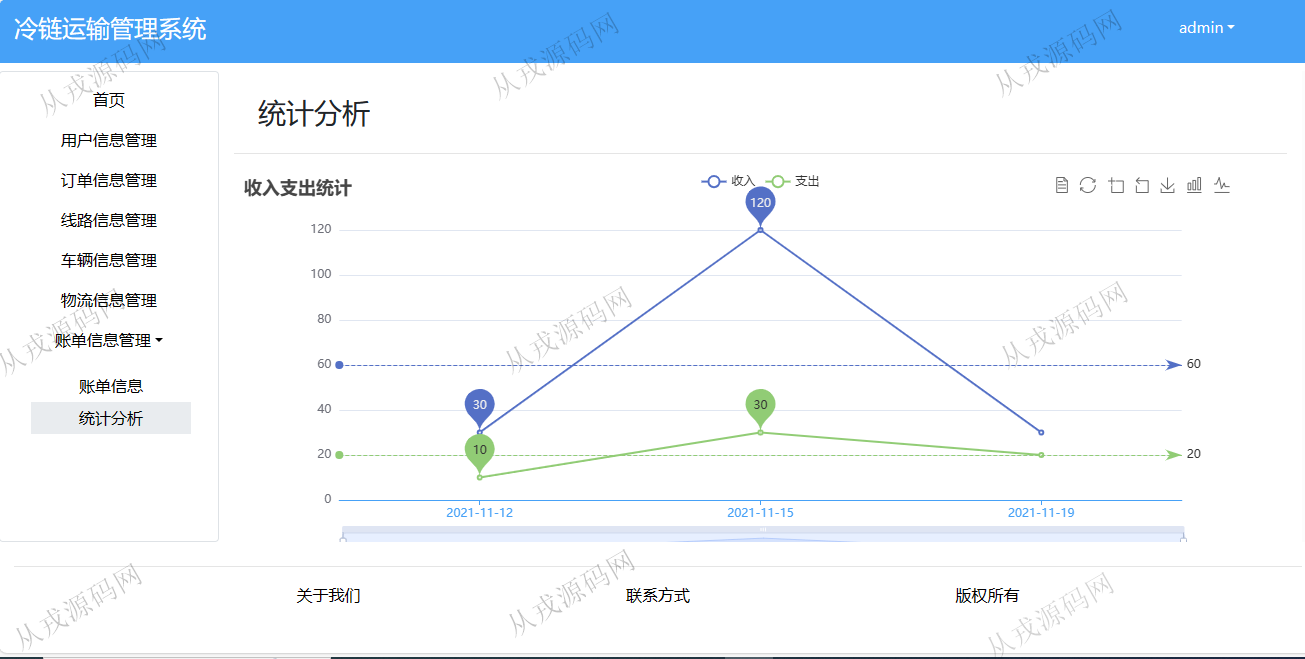 冷链运输管理系统
admin
首页
用户信息管理
订单信息管理
线路信息管理
车辆信息管理
物流信息管理
账单信息管理
账单信息
统计分析
统计分析
收入支出统计
收入 支出
120
120
100
80
60 60
40
30 30
10
20 20
0
2021-11-12 2021-11-15 2021-11-19
关于我们 联系方式 版权所有
从戎源码网
从戎源码网
从戎源码网
从戎源码网
从戎源码网
从戎源码网
从戎源码网
从戎源码网
从戎源码网